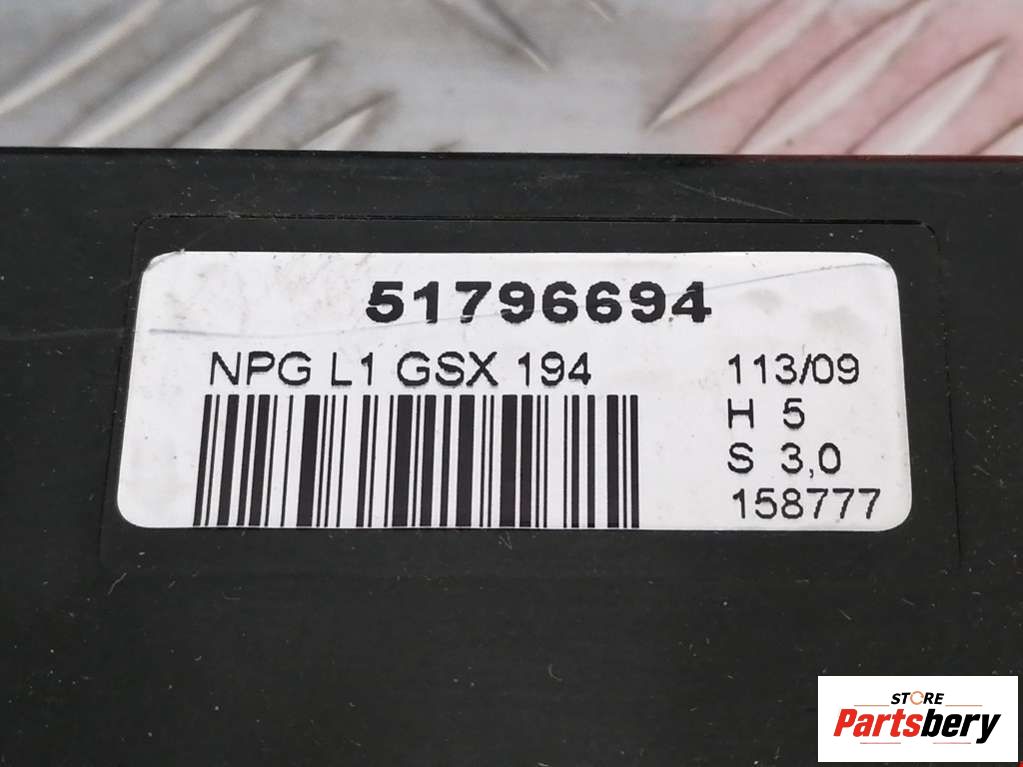 51796694
NPG L1 GSX 194
113/09
H 5
S 3,0
158777
STORE
Partsbery